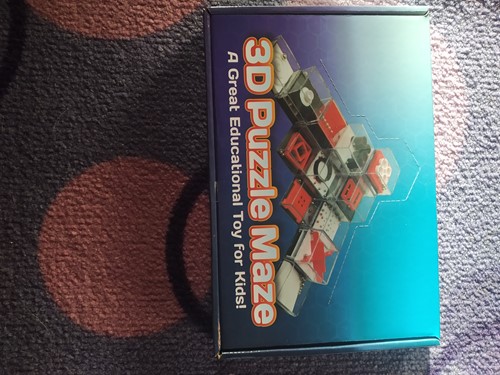 3D Puzzle Maze
A Great Educational Toy for Kids!